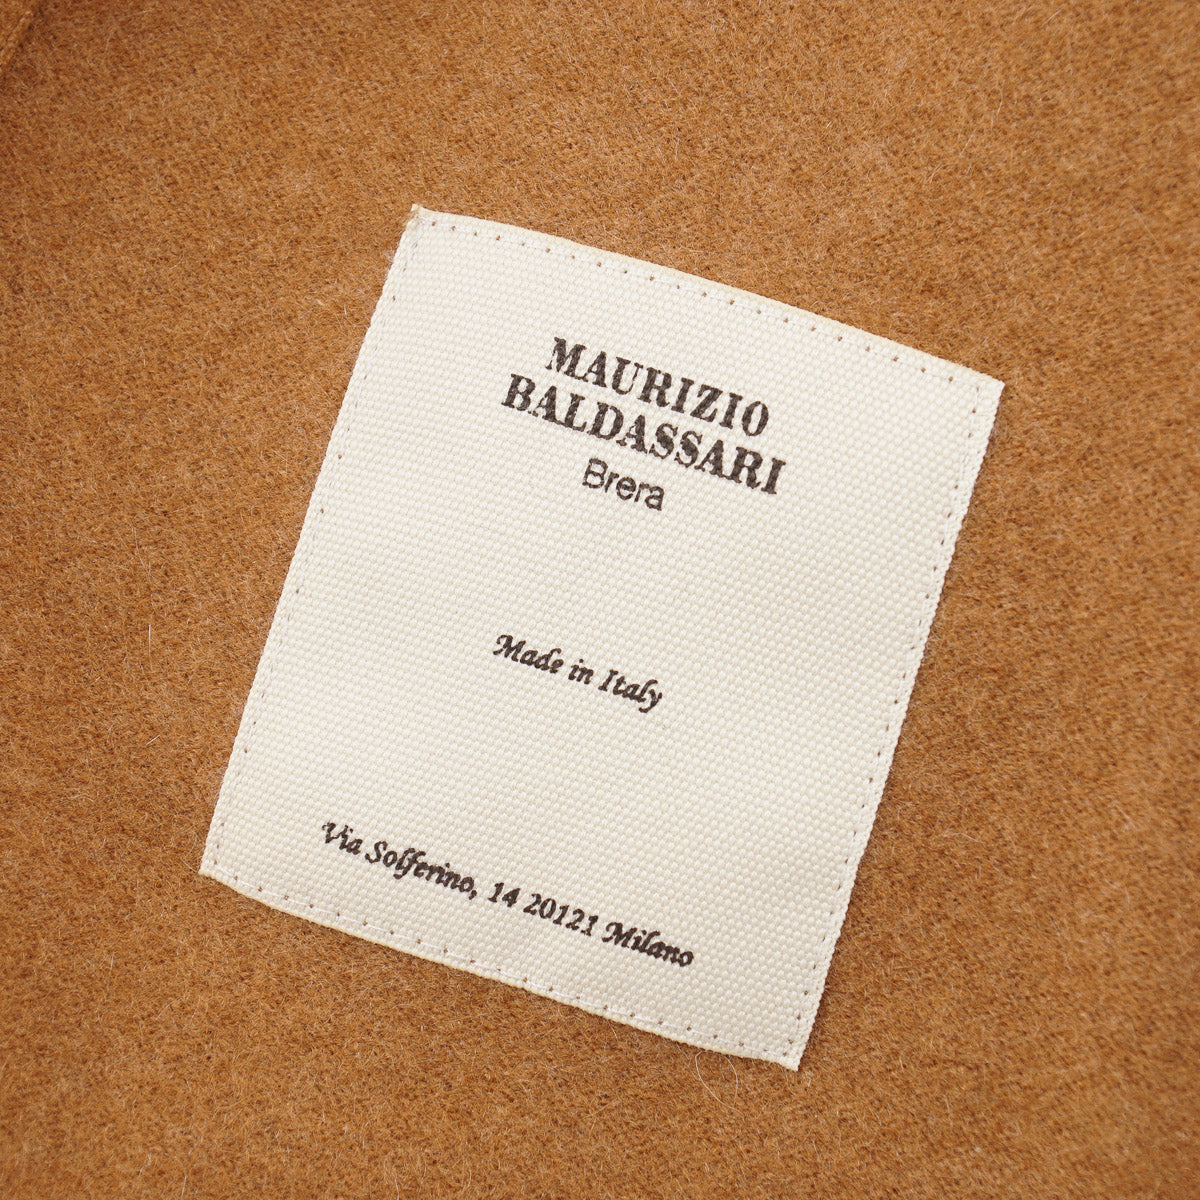 MAURIZIO
BALDASSARI
Brera
Made in Italy
Via Solferino, 14 20121 Milano